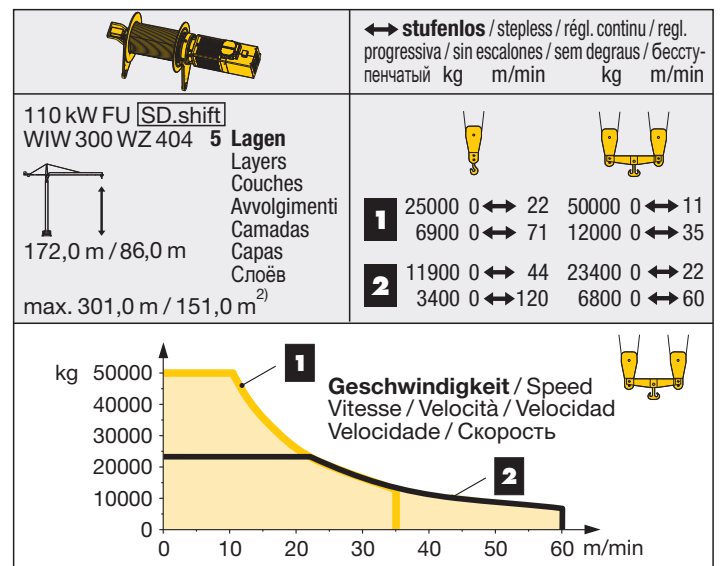 ↔ stufenlos / stepless / régl. continu / regl.
progressiva / sin escalones / sem degraus / бессту-
пенчатый kg m/min kg m/min
110 kW FU SD.shift
WIW 300 WZ 404 5 Lagen
Layers
Couches
Avvolgimenti
Camadas
Capas
Слоёв
172,0 m / 86,0 m
max. 301,0 m / 151,0 m 2)
1 25000 0 ↔ 22 50000 0 ↔ 11
6900 0 ↔ 71 12000 0 ↔ 35
2 11900 0 ↔ 44 23400 0 ↔ 22
3400 0 ↔ 120 6800 0 ↔ 60
kg 50000
40000
30000
20000
10000
0
1
Geschwindigkeit / Speed
Vitesse / Velocità / Velocidad
Velocidade / Скорость
2
0 10 20 30 40 50 60 m/min